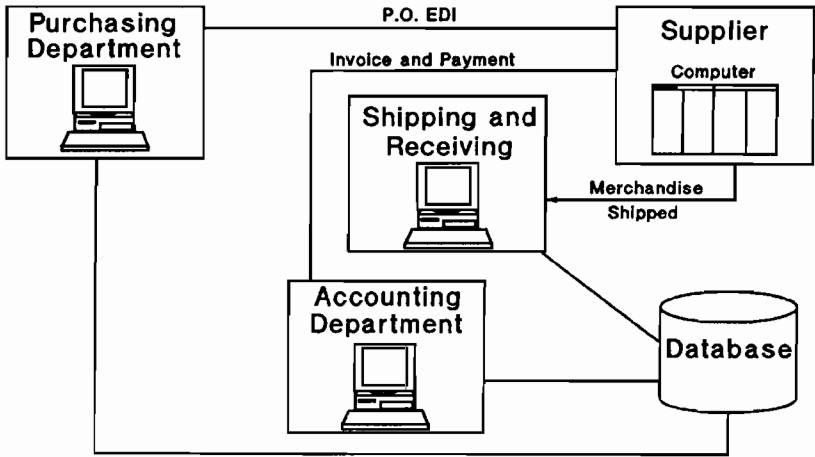 Purchasing
Department
P.O. EDI
Invoice and Payment
Supplier
Computer
Shipping and
Receiving
Merchandise
Shipped
Accounting
Department
Database